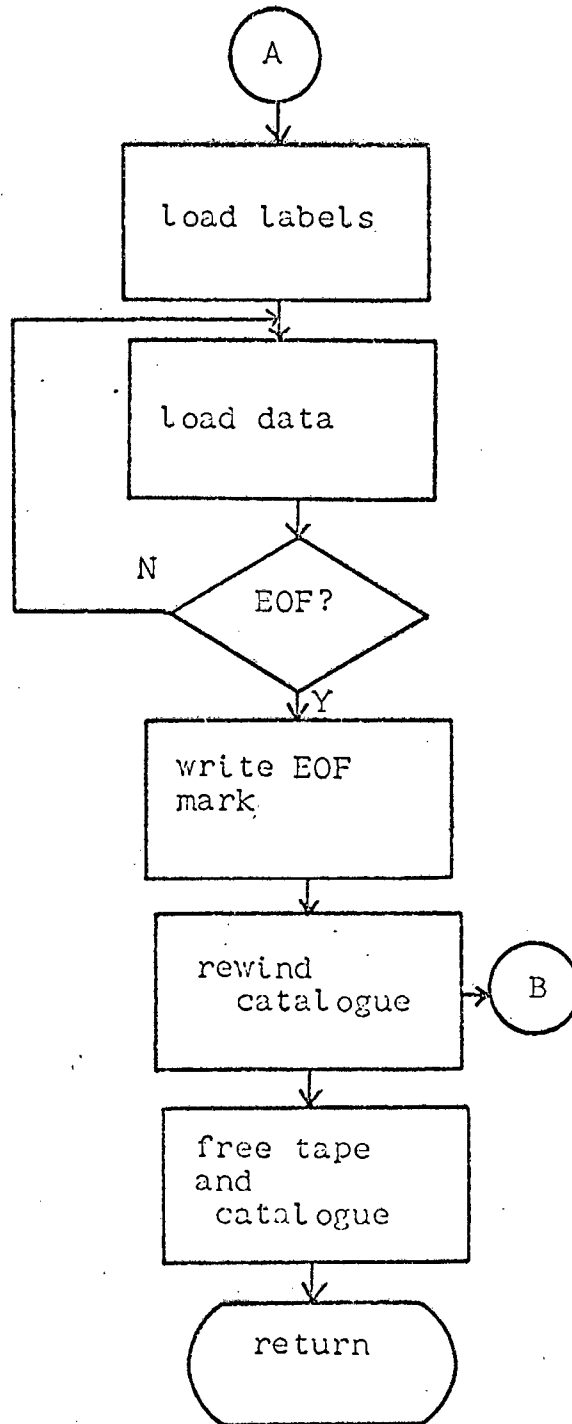 A
load labels
load data
N
EOF?
Y
write EOF
mark
rewind
catalogue
B
free tape
and
catalogue
return